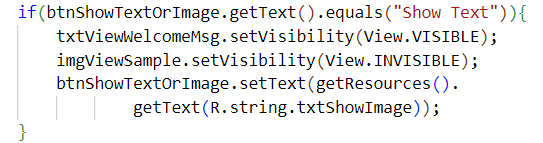 if(btnShowTextOrImage.getText().equals("Show Text")){
txtViewWelcomeMsg.setVisibility(View.VISIBLE);
imgViewSample.setVisibility(View.INVISIBLE);
btnShowTextOrImage.setText(getResources().
getText(R.string.txtShowImage));
}